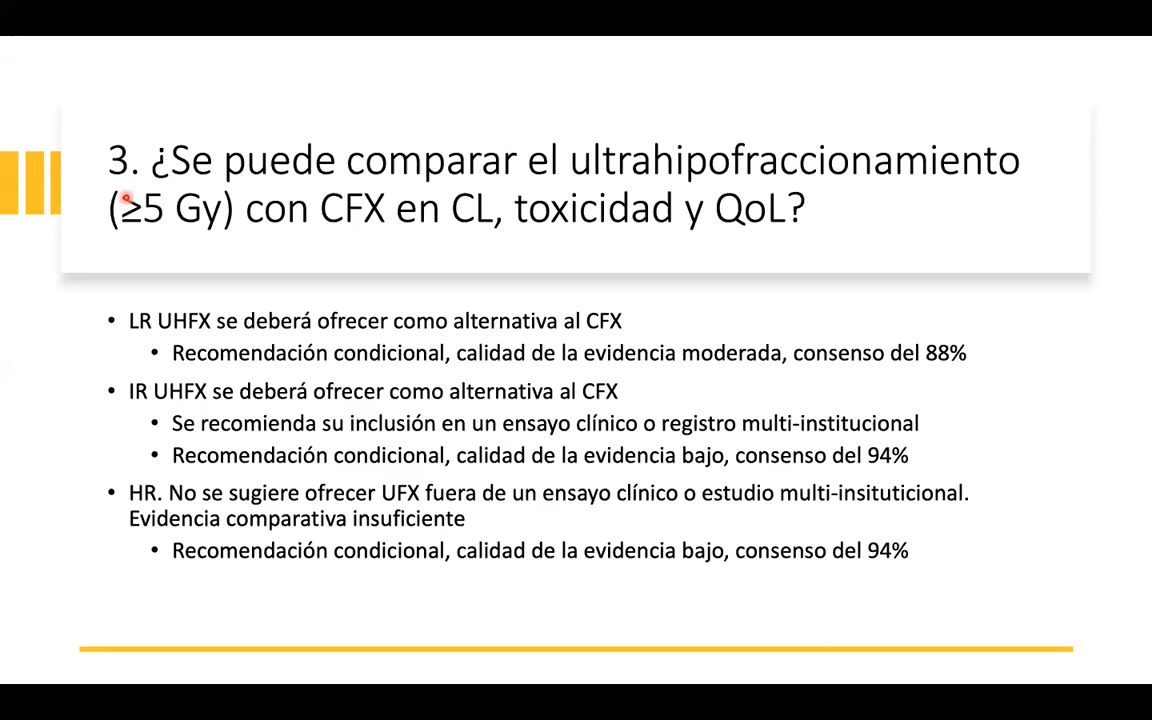 3. ¿Se puede comparar el ultrahipofraccionamiento
(≥5 Gy) con CFX en CL, toxicidad y QoL?
• LR UHFX se deberá ofrecer como alternativa al CFX
• Recomendación condicional, calidad de la evidencia moderada, consenso del 88%
• IR UHFX se deberá ofrecer como alternativa al CFX
• Se recomienda su inclusión en un ensayo clínico o registro multi-institucional
• Recomendación condicional, calidad de la evidencia bajo, consenso del 94%
• HR. No se sugiere ofrecer UFX fuera de un ensayo clínico o estudio multi-insituticional.
Evidencia comparativa insuficiente
• Recomendación condicional, calidad de la evidencia bajo, consenso del 94%